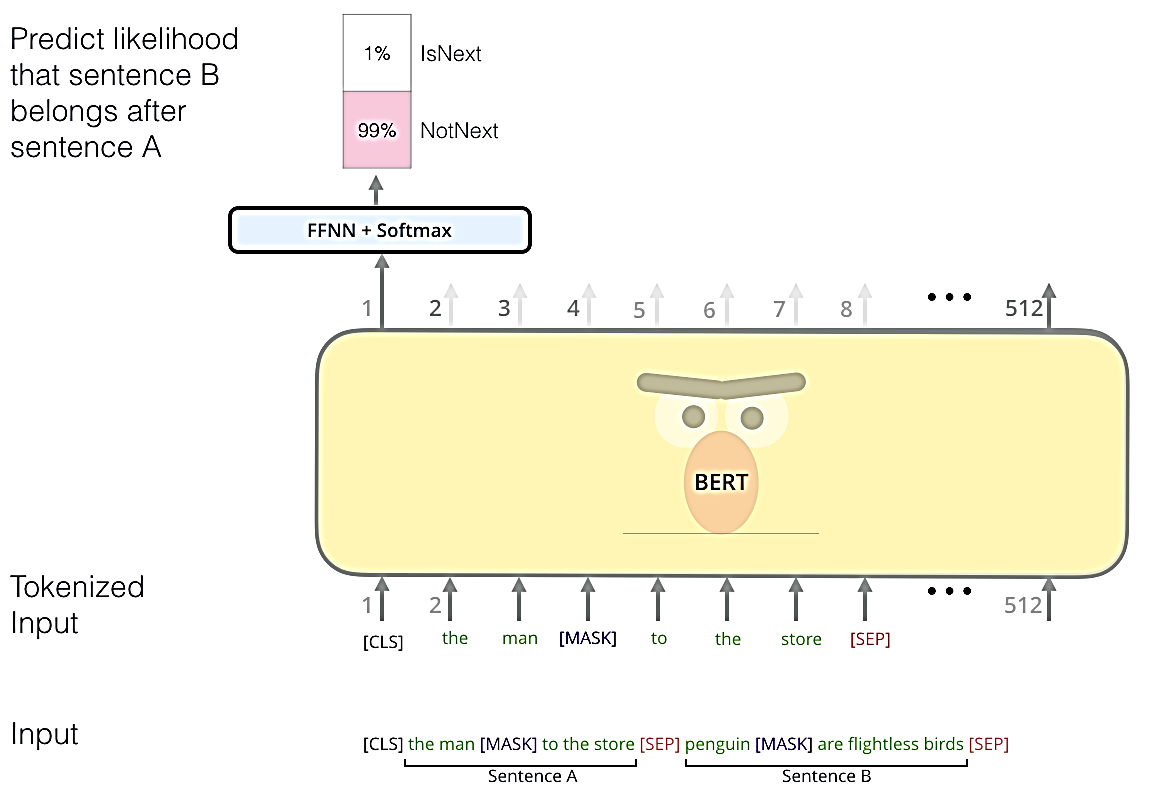 Predict likelihood
that sentence B
belongs after
sentence A
1% IsNext
99% NotNext
FFNN + Softmax
1 2 3 4 5 6 7 8 ••• 512
BERT
Tokenized
Input
1 2 ••• 512
[CLS] the man [MASK] to the store [SEP]
Input
[CLS] the man [MASK] to the store [SEP] penguin [MASK] are flightless birds [SEP]
Sentence A Sentence B